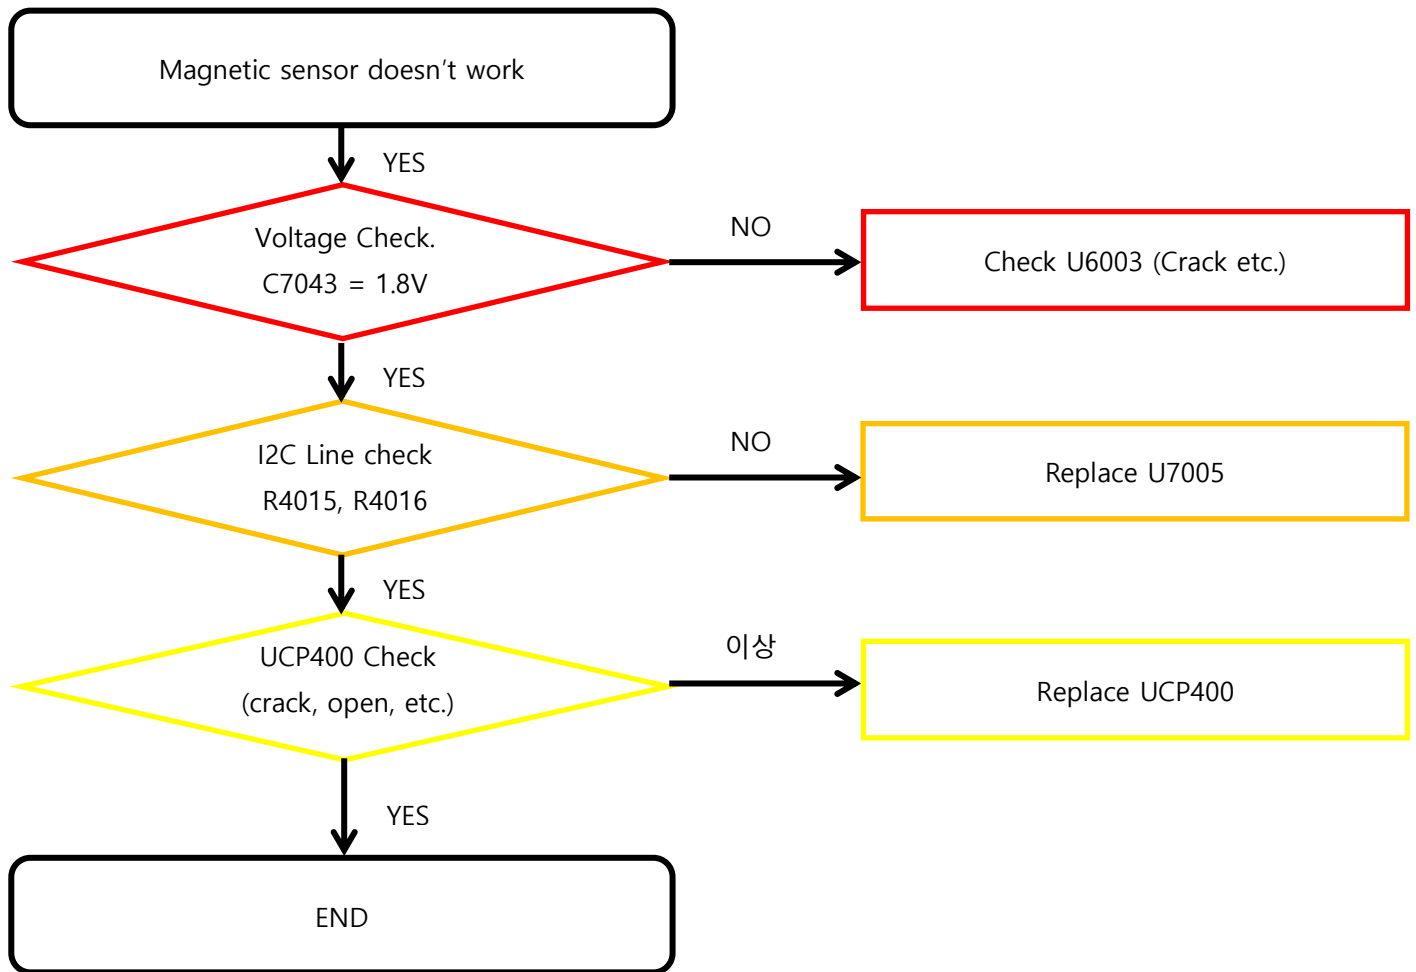 Magnetic sensor doesn't work
YES
Voltage Check.
C7043 = 1.8V
NO
Check U6003 (Crack etc.)
YES
I2C Line check
R4015, R4016
NO
Replace U7005
YES
UCP400 Check
(crack, open, etc.)
이상
Replace UCP400
YES
END